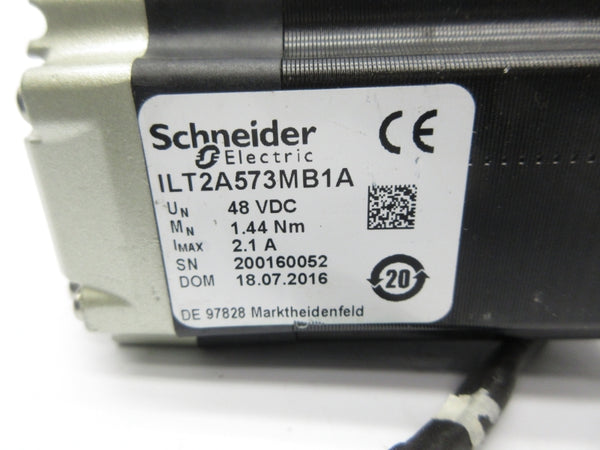 Schneider
Electric
CE
ILT2A573MB1A
UN 48 VDC
MN 1.44 Nm
IMAX 2.1 A
SN 200160052
DOM 18.07.2016
20
DE 97828 Marktheidenfeld